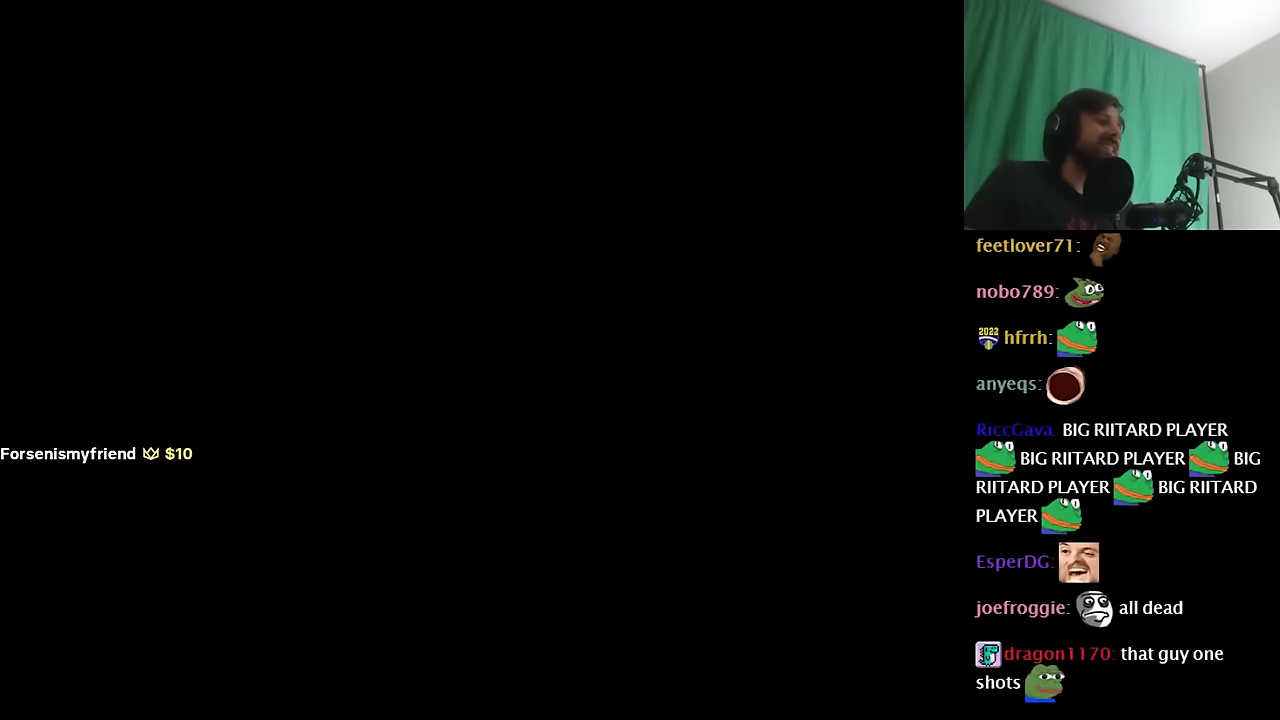 feetlover71:
nobo789:
2022 hfrrh:
anyeqs:
RiccGava: BIG RIITARD PLAYER
BIG RIITARD PLAYER BIG
RIITARD PLAYER BIG RIITARD
PLAYER
Forsenismyfriend $10
EsperDG:
joefroggie: all dead
dragon1170: that guy one
shots